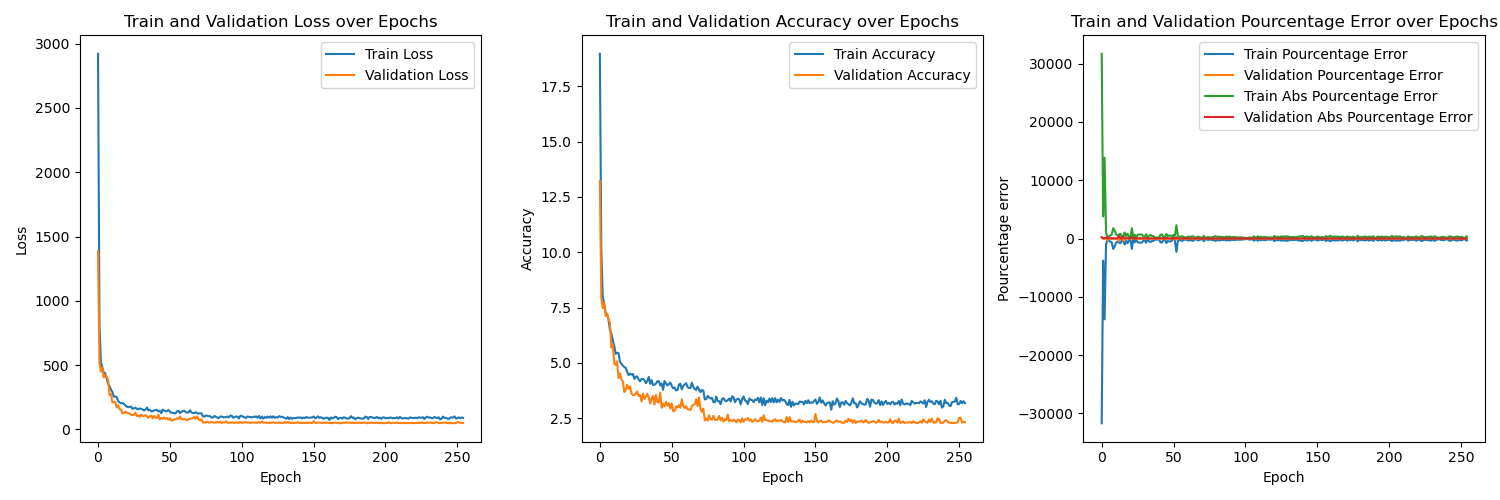 Train and Validation Loss over Epochs
Train Loss
Validation Loss
3000
2500
2000
1500
1000
500
0
Loss
0 50 100 150 200 250
Epoch
Train and Validation Accuracy over Epochs
Train Accuracy
Validation Accuracy
17.5
15.0
12.5
10.0
7.5
5.0
2.5
Accuracy
0 50 100 150 200 250
Epoch
Train and Validation Pourcentage Error over Epochs
Train Pourcentage Error
Validation Pourcentage Error
Train Abs Pourcentage Error
Validation Abs Pourcentage Error
30000
20000
10000
0
−10000
−20000
−30000
Pourcentage error
0 50 100 150 200 250
Epoch